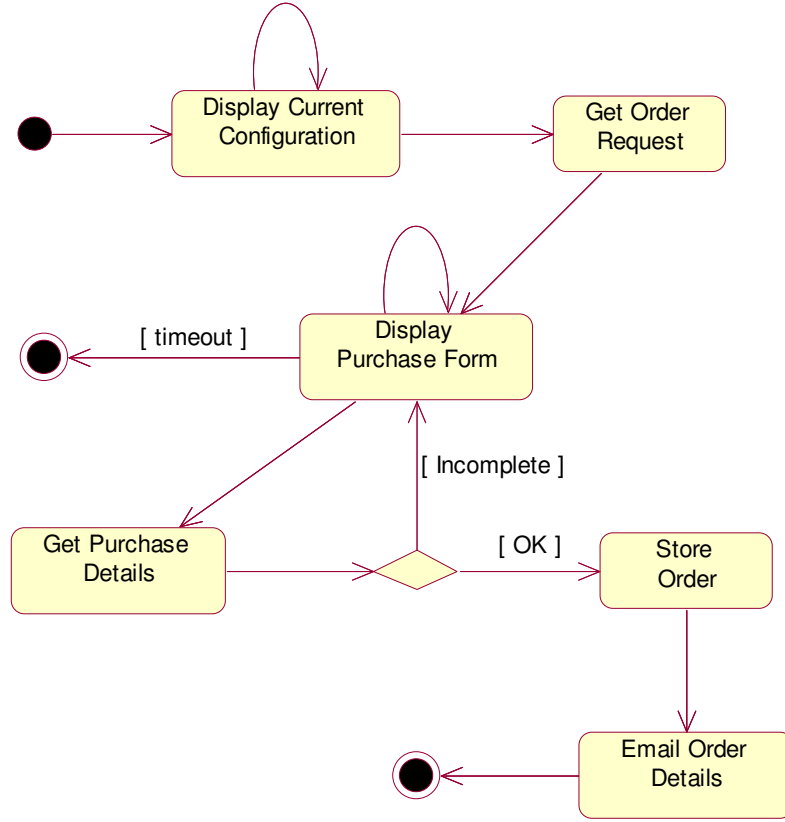 Display Current
Configuration
Get Order
Request
[ timeout ]
Display
Purchase Form
[ Incomplete ]
Get Purchase
Details
[ OK ]
Store
Order
Email Order
Details